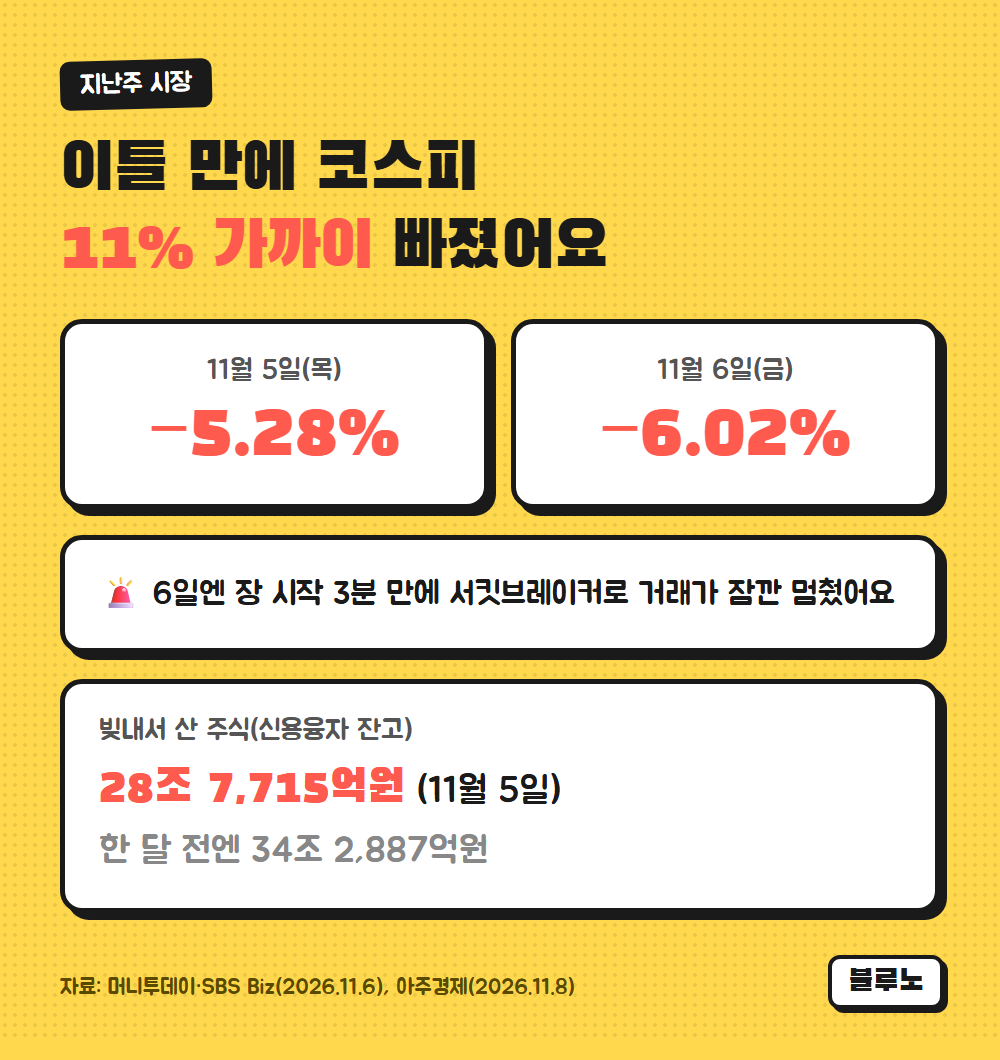 지난주 시장
이틀 만에 코스피
11% 가까이 빠졌어요
11월 5일(목)
−5.28%
11월 6일(금)
−6.02%
6일엔 장 시작 3분 만에 서킷브레이커로 거래가 잠깐 멈췄어요
빚내서 산 주식(신용융자 잔고)
28조 7,715억원 (11월 5일)
한 달 전엔 34조 2,887억원
자료: 머니투데이·SBS Biz(2026.11.6), 아주경제(2026.11.8)
블루노